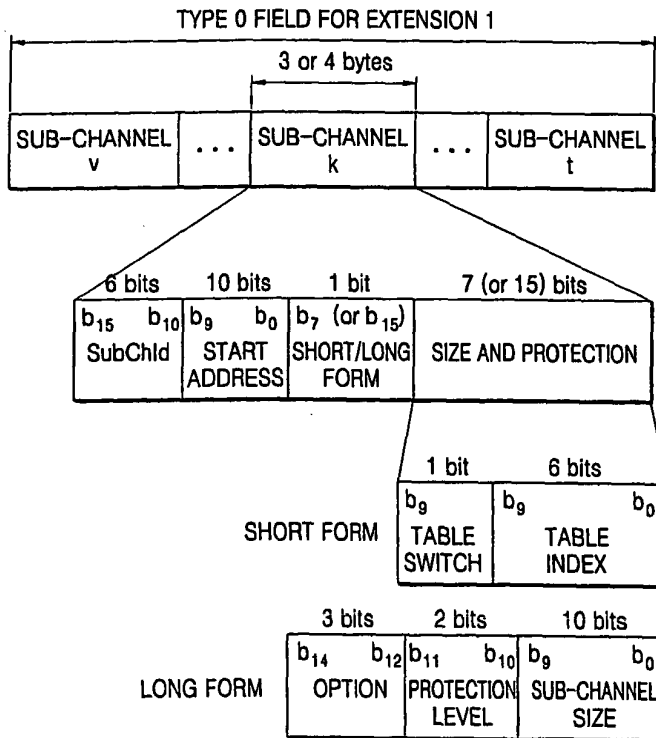 TYPE 0 FIELD FOR EXTENSION 1
3 or 4 bytes
SUB-CHANNEL v
...
SUB-CHANNEL k
...
SUB-CHANNEL t
6 bits
10 bits
1 bit
7 (or 15) bits
b15 b10
SubChId
b9 b0
START
ADDRESS
b7 (or b15)
SHORT/LONG
FORM
SIZE AND PROTECTION
1 bit
6 bits
SHORT FORM
b9
TABLE
SWITCH
b9 b0
TABLE
INDEX
3 bits
2 bits
10 bits
LONG FORM
b14 b12
OPTION
b11 b10
PROTECTION
LEVEL
b9 b0
SUB-CHANNEL
SIZE